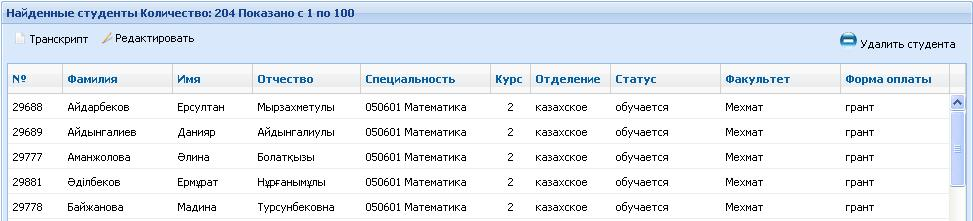 Найденные студенты Количество: 204 Показано с 1 по 100
Транскрипт Редактировать Удалить студента
№ Фамилия Имя Отчество Специальность Курс Отделение Статус Факультет Форма оплаты
29688 Айдарбеков Ерсултан Мырзахметулы 050601 Математика 2 казахское обучается Мехмат грант
29689 Айдынгалиев Данияр Айдынгалиулы 050601 Математика 2 казахское обучается Мехмат грант
29777 Аманжолова Әлина Болатқызы 050601 Математика 2 казахское обучается Мехмат грант
29881 Әділбеков Ермұрат Нұрғанымұлы 050601 Математика 2 казахское обучается Мехмат грант
29778 Байжанова Мадина Турсунбековна 050601 Математика 2 казахское обучается Мехмат грант